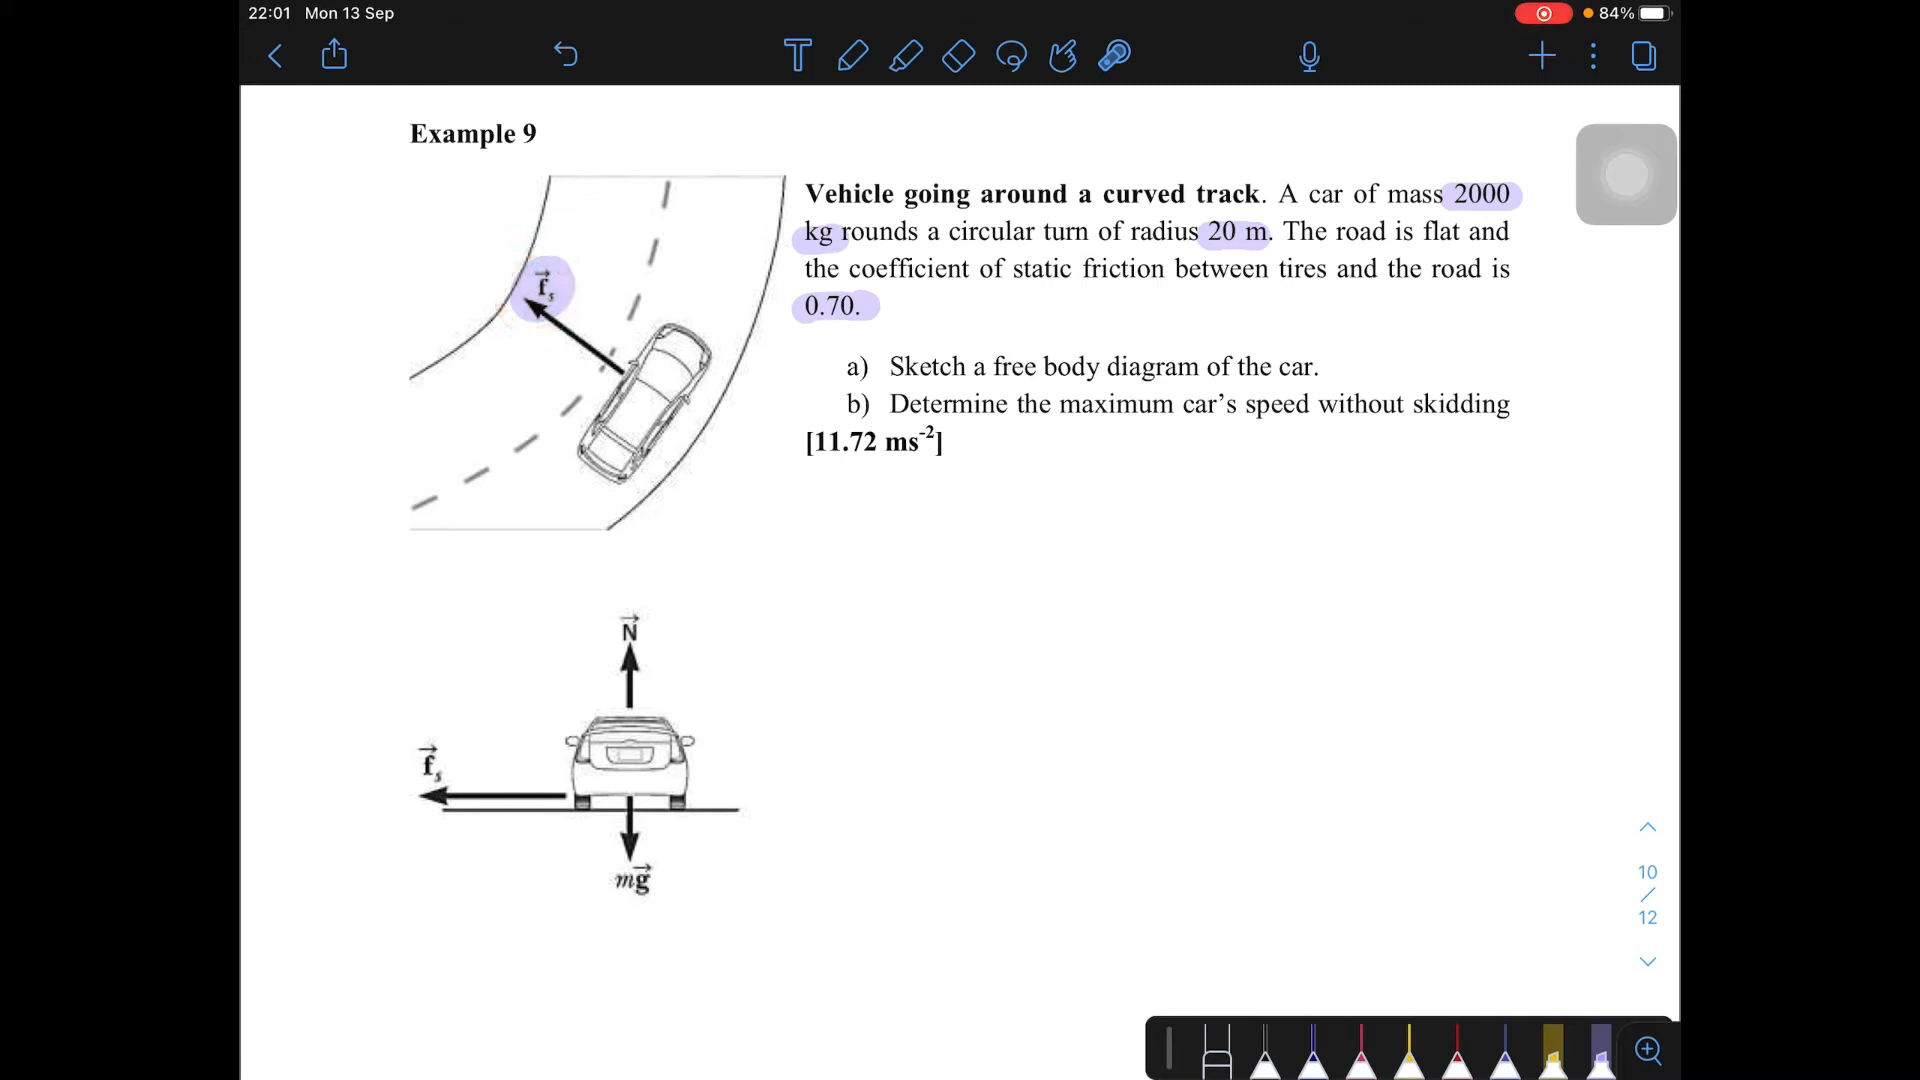 22:01 Mon 13 Sep
84%
Example 9
Vehicle going around a curved track. A car of mass 2000
kg rounds a circular turn of radius 20 m. The road is flat and
the coefficient of static friction between tires and the road is
0.70.
f⃗ₛ
a) Sketch a free body diagram of the car.
b) Determine the maximum car’s speed without skidding
[11.72 ms⁻²]
N⃗
f⃗ₛ
mg⃗
10
/
12